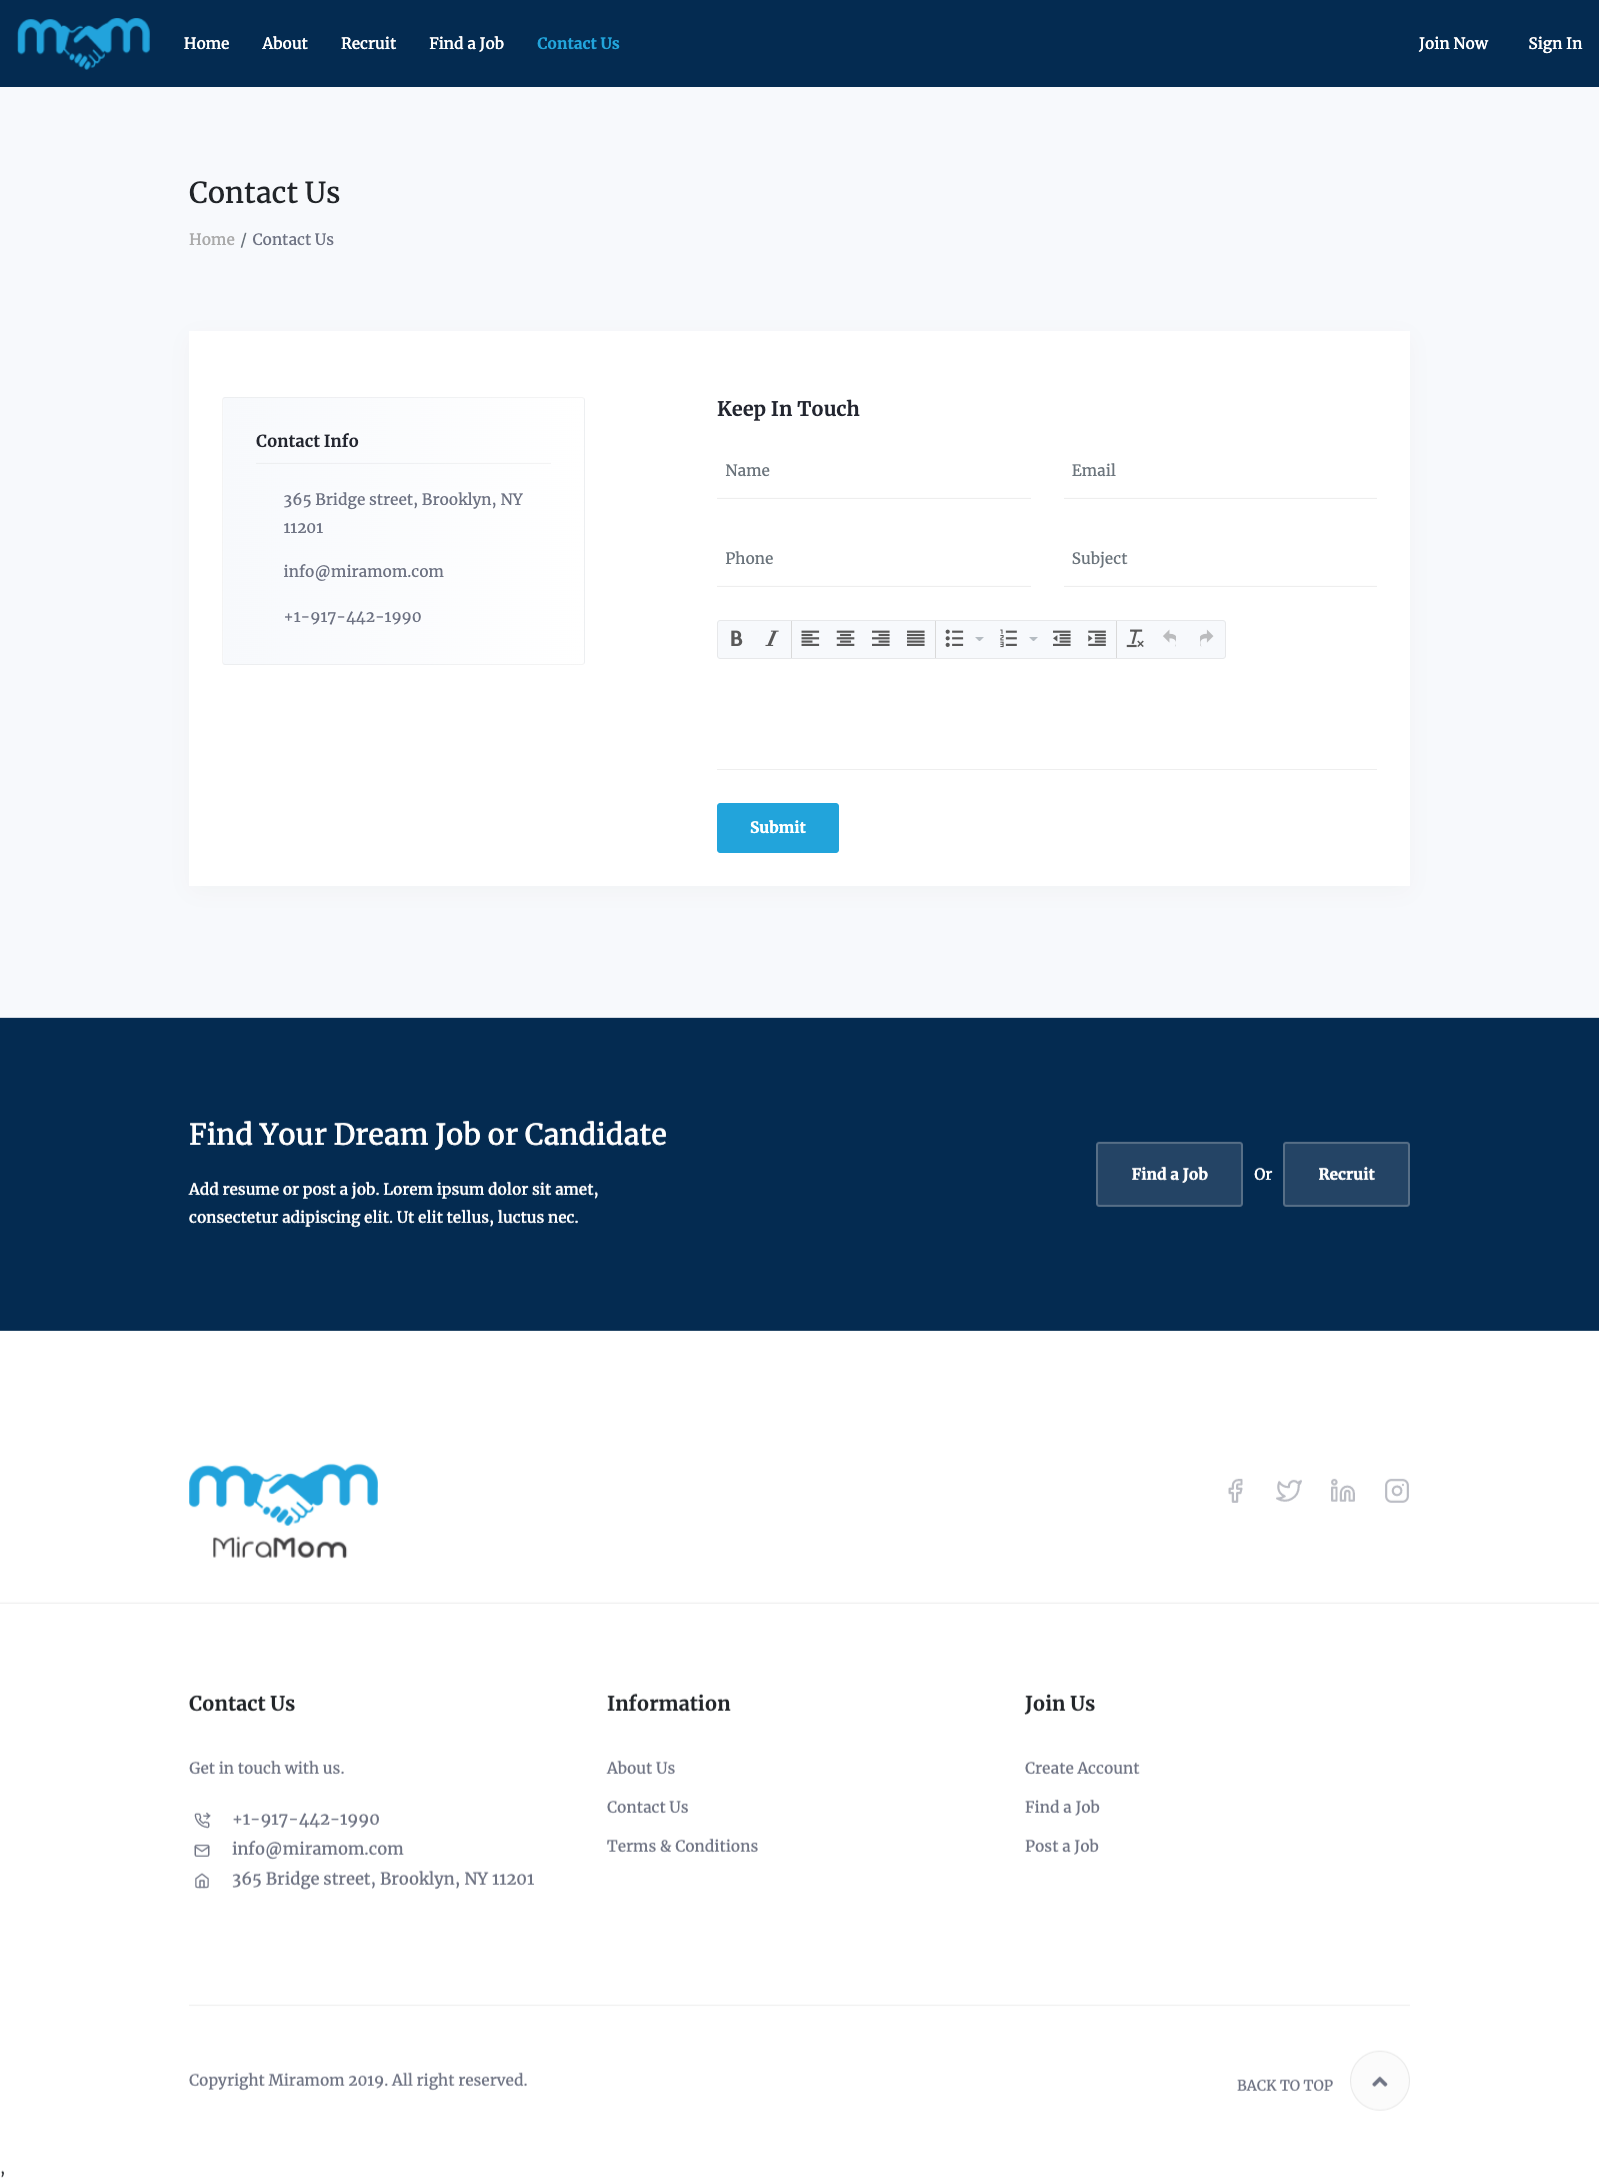 mom
Home About Recruit Find a Job Contact Us Join Now Sign In
Contact Us
Home / Contact Us
Contact Info
365 Bridge street, Brooklyn, NY
11201
info@miramom.com
+1-917-442-1990
Keep In Touch
Name Email
Phone Subject
Submit
Find Your Dream Job or Candidate
Add resume or post a job. Lorem ipsum dolor sit amet,
consectetur adipiscing elit. Ut elit tellus, luctus nec.
Find a Job Or Recruit
mom
MiraMom
Contact Us
Get in touch with us.
+1-917-442-1990
info@miramom.com
365 Bridge street, Brooklyn, NY 11201
Information
About Us
Contact Us
Terms & Conditions
Join Us
Create Account
Find a Job
Post a Job
Copyright Miramom 2019. All right reserved.
BACK TO TOP
,